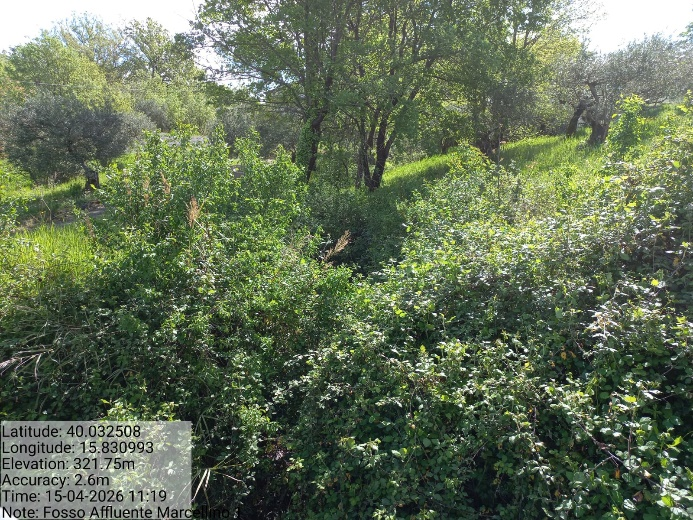 Latitude: 40.032508
Longitude: 15.830993
Elevation: 321.75m
Accuracy: 2.6m
Time: 15-04-2026 11:19
Note: Fosso Affluente Marcellino 1